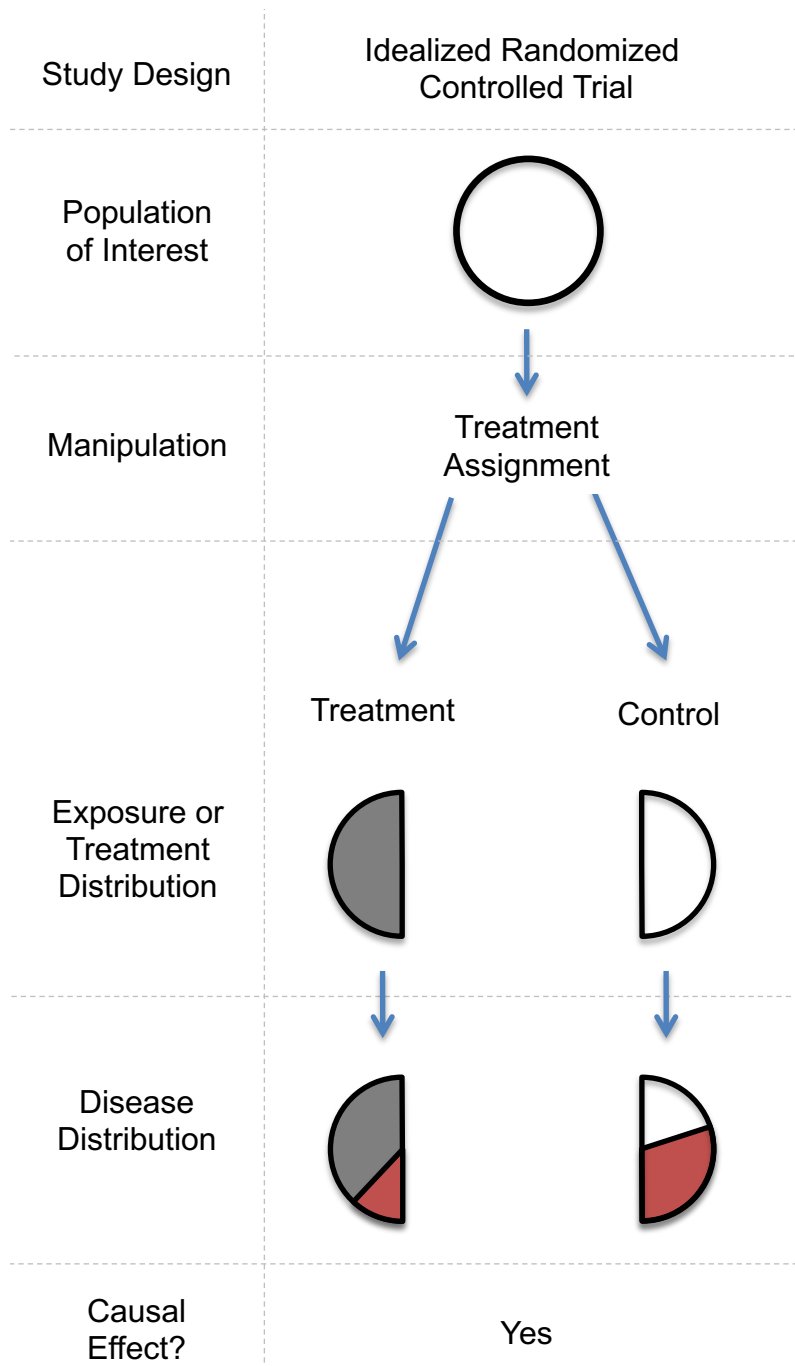 Study Design
Idealized Randomized
Controlled Trial
Population
of Interest
Manipulation
Treatment
Assignment
Treatment
Control
Exposure or
Treatment
Distribution
Disease
Distribution
Causal
Effect?
Yes